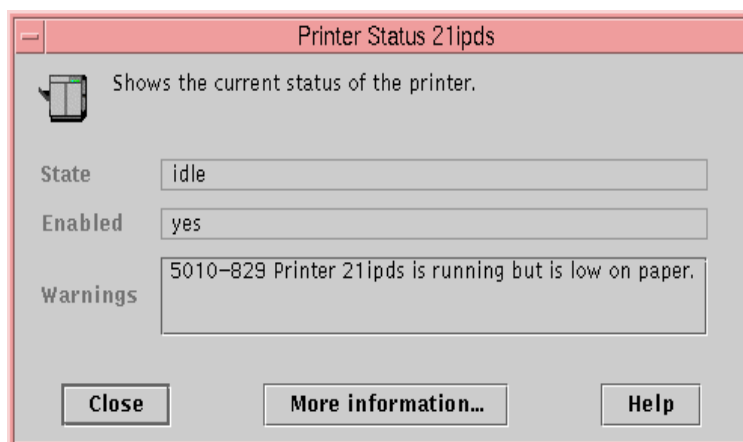 Printer Status 21ipds
Shows the current status of the printer.
State idle
Enabled yes
Warnings 5010-829 Printer 21ipds is running but is low on paper.
Close More information... Help